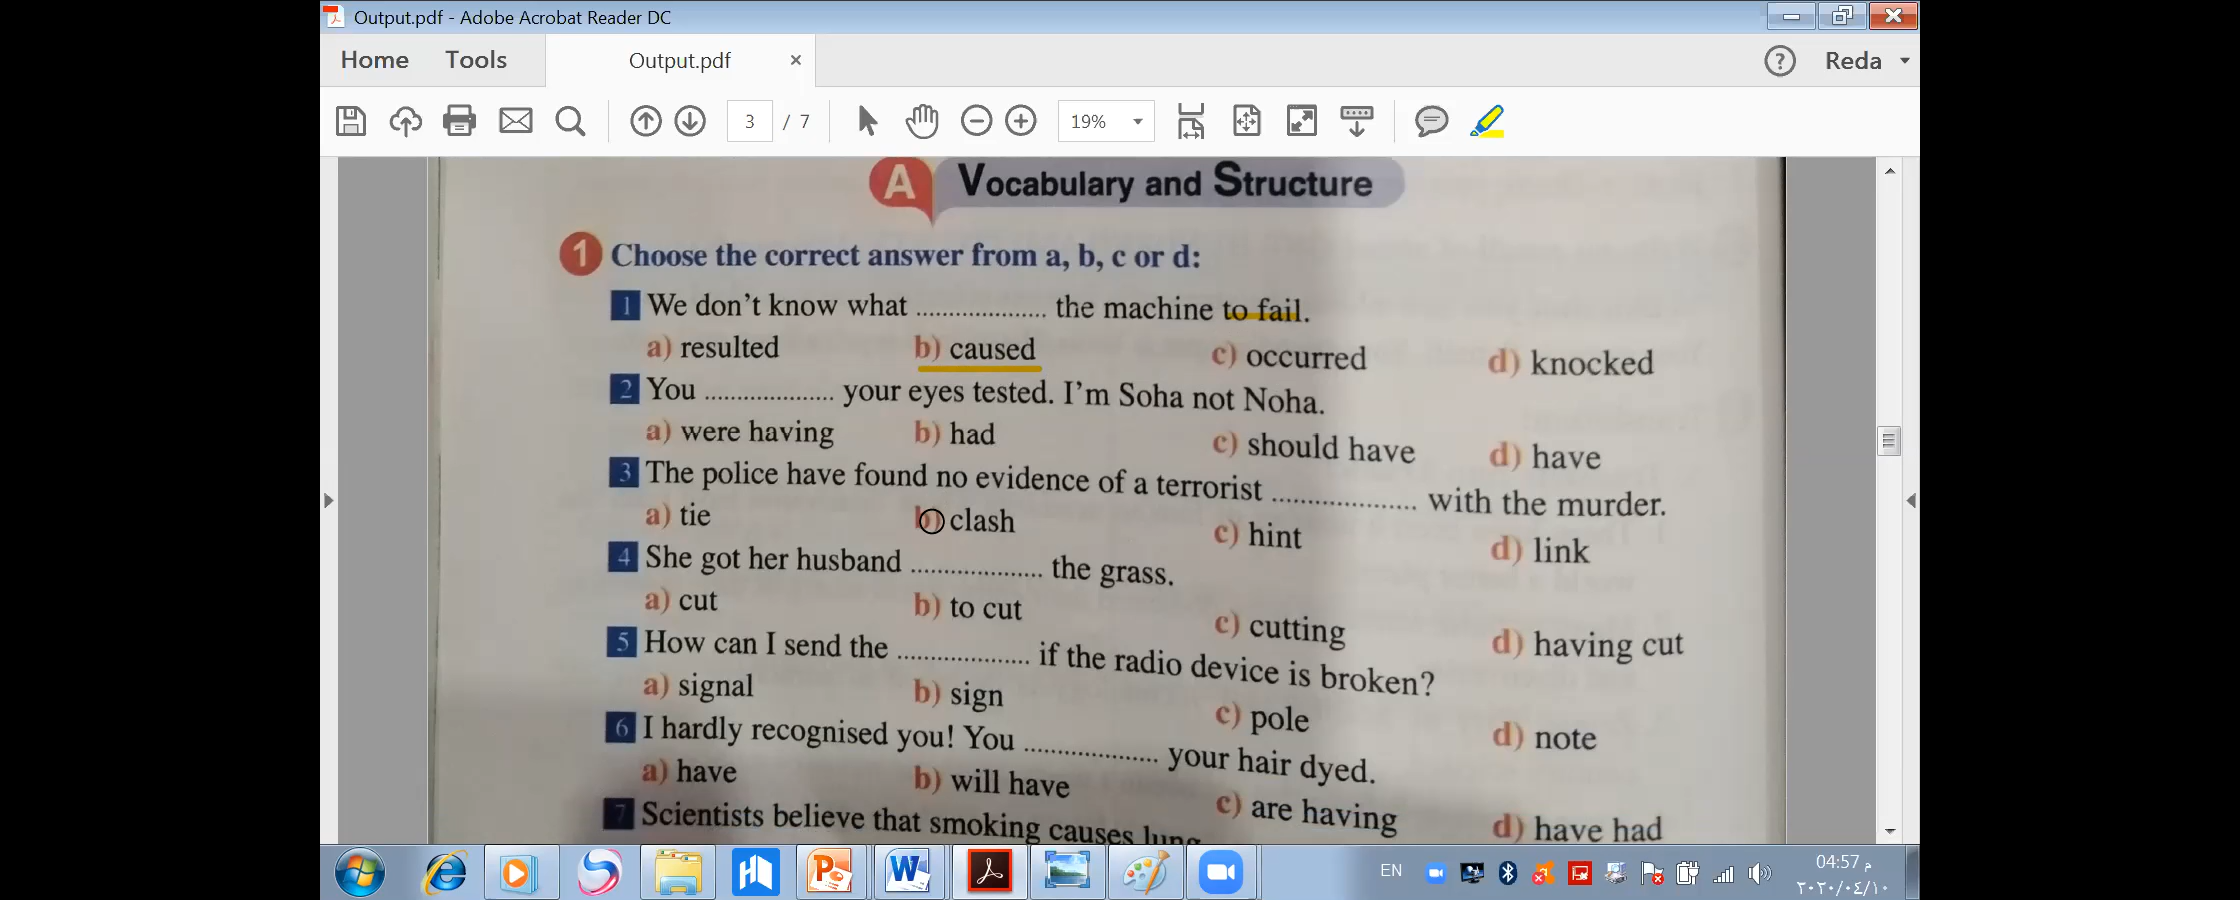 Output.pdf - Adobe Acrobat Reader DC
Home Tools Output.pdf Reda
3 / 7 19%
A Vocabulary and Structure
1 Choose the correct answer from a, b, c or d:
1 We don't know what .................... the machine to fail.
a) resulted b) caused c) occurred d) knocked
2 You .................... your eyes tested. I'm Soha not Noha.
a) were having b) had c) should have d) have
3 The police have found no evidence of a terrorist .................... with the murder.
a) tie b) clash c) hint d) link
4 She got her husband .................... the grass.
a) cut b) to cut c) cutting d) having cut
5 How can I send the .................... if the radio device is broken?
a) signal b) sign c) pole d) note
6 I hardly recognised you! You .................... your hair dyed.
a) have b) will have c) are having d) have had
7 Scientists believe that smoking causes lung
EN 04:57 م
٢٠٢٠/٠٤/١٠